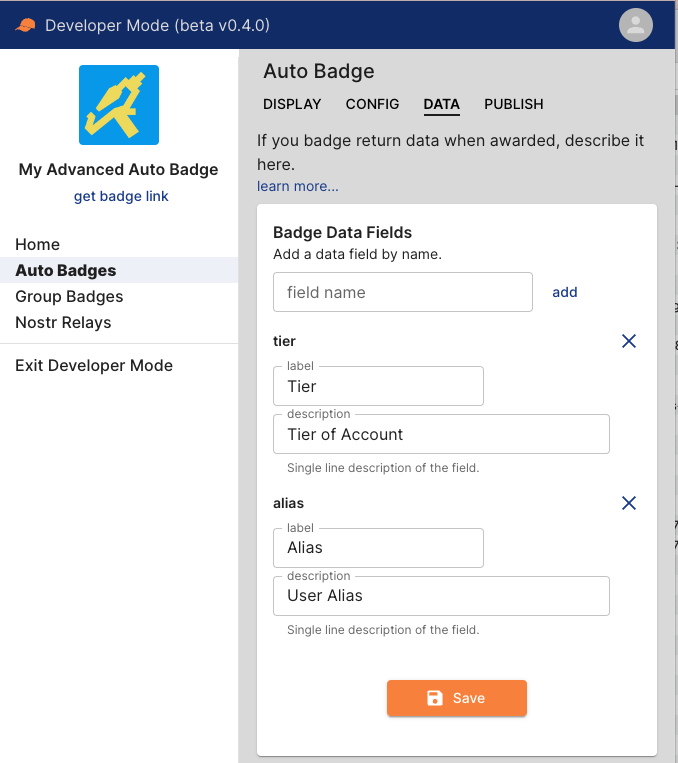 Developer Mode (beta v0.4.0)
My Advanced Auto Badge
get badge link
Home
Auto Badges
Group Badges
Nostr Relays
Exit Developer Mode
Auto Badge
DISPLAY CONFIG DATA PUBLISH
If you badge return data when awarded, describe it
here.
learn more...
Badge Data Fields
Add a data field by name.
field name add
tier
label
Tier
description
Tier of Account
Single line description of the field.
alias
label
Alias
description
User Alias
Single line description of the field.
Save